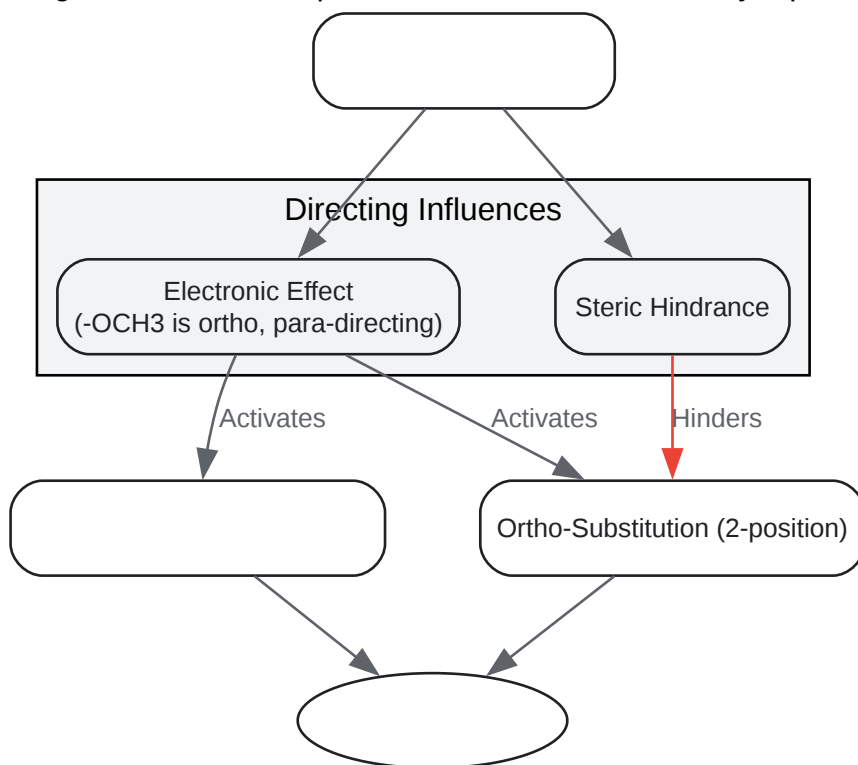 Directing Influences
Electronic Effect
(-OCH3 is ortho, para-directing)
Steric Hindrance
Activates
Activates
Hinders
Ortho-Substitution (2-position)